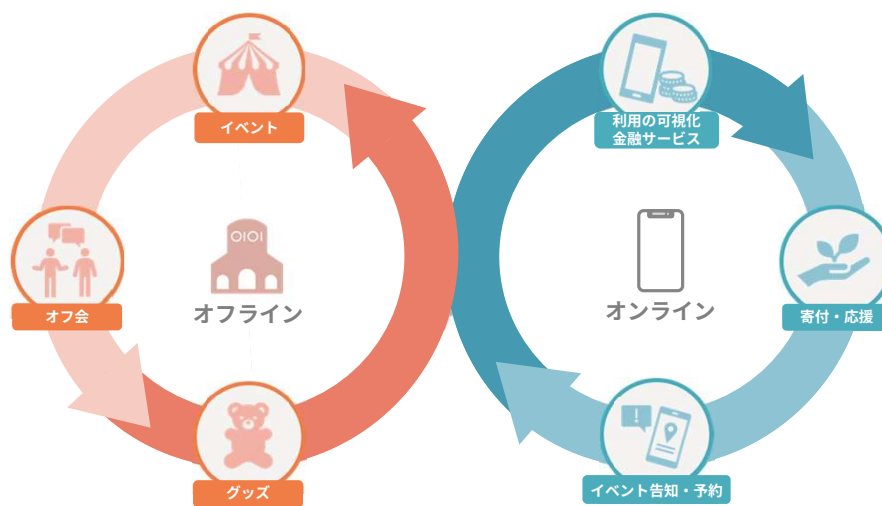 イベント
利用の可視化
金融サービス
OIOI
オフライン
オンライン
オフ会
寄付・応援
グッズ
イベント告知・予約
!